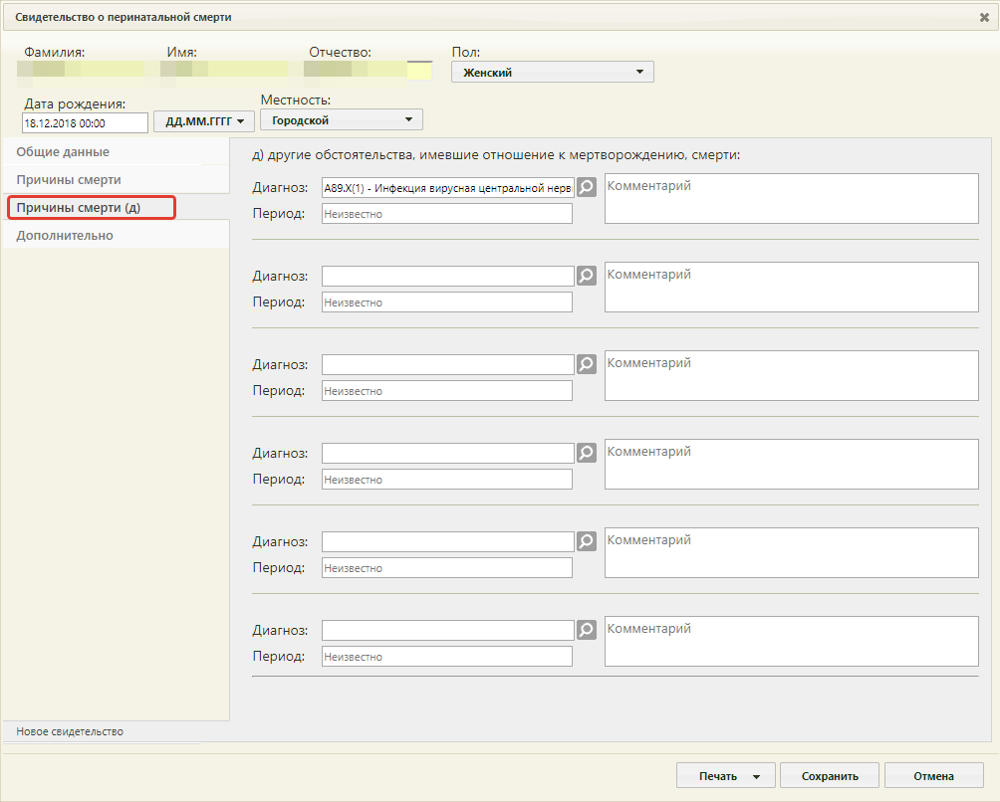 Свидетельство о перинатальной смерти
Фамилия: Имя: Отчество: Пол:
Женский
Дата рождения: Местность:
18.12.2018 00:00 ДД.ММ.ГГГГ Городской
Общие данные
Причины смерти
Причины смерти (д)
Дополнительно
д) другие обстоятельства, имевшие отношение к мертворождению, смерти:
Диагноз: A89.X(1) - Инфекция вирусная центральной нерв Комментарий
Период: Неизвестно
Диагноз: Комментарий
Период: Неизвестно
Диагноз: Комментарий
Период: Неизвестно
Диагноз: Комментарий
Период: Неизвестно
Диагноз: Комментарий
Период: Неизвестно
Диагноз: Комментарий
Период: Неизвестно
Новое свидетельство
Печать Сохранить Отмена